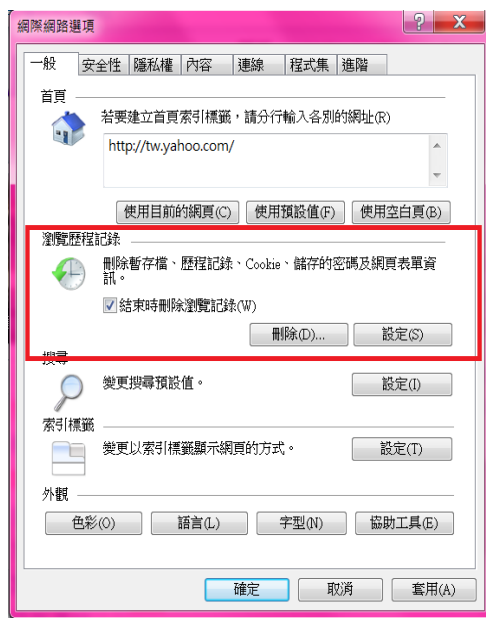 網際網路選項
一般 安全性 隱私權 內容 連線 程式集 進階
首頁
若要建立首頁索引標籤，請分行輸入各別的網址(R)
http://tw.yahoo.com/
使用目前的網頁(C) 使用預設值(F) 使用空白頁(B)
瀏覽歷程記錄
刪除暫存檔、歷程記錄、Cookie、儲存的密碼及網頁表單資
訊。
結束時刪除瀏覽記錄(W)
刪除(D)... 設定(S)
搜尋
變更搜尋預設值。 設定(I)
索引標籤
變更以索引標籤顯示網頁的方式。 設定(T)
外觀
色彩(O) 語言(L) 字型(N) 協助工具(E)
確定 取消 套用(A)